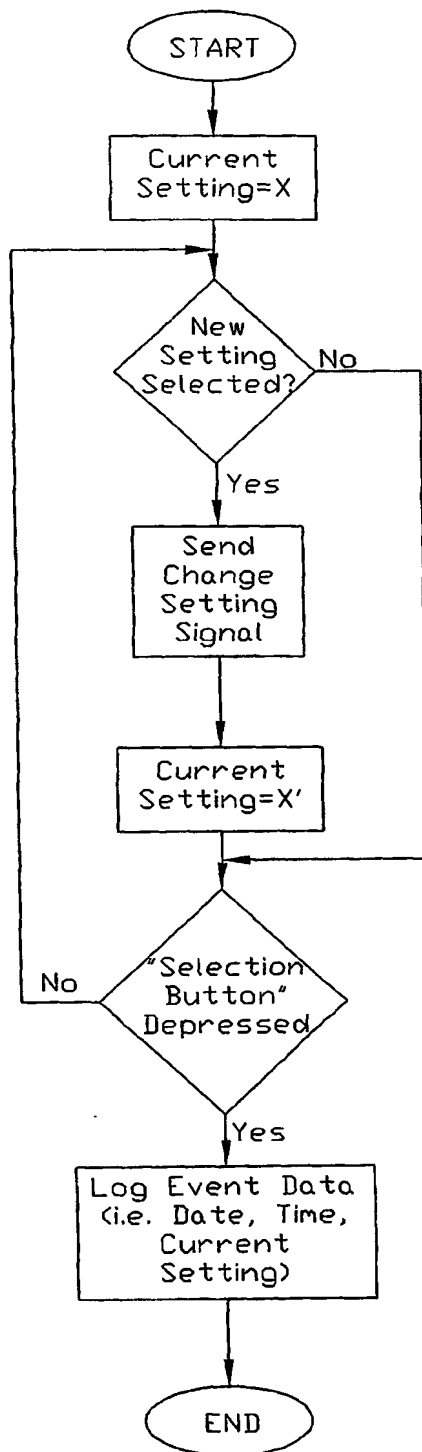 START
Current
Setting=X
New
Setting
Selected?
No
Yes
Send
Change
Setting
Signal
Current
Setting=X'
"Selection
Button"
Depressed
No
Yes
Log Event Data
(i.e. Date, Time,
Current
Setting)
END